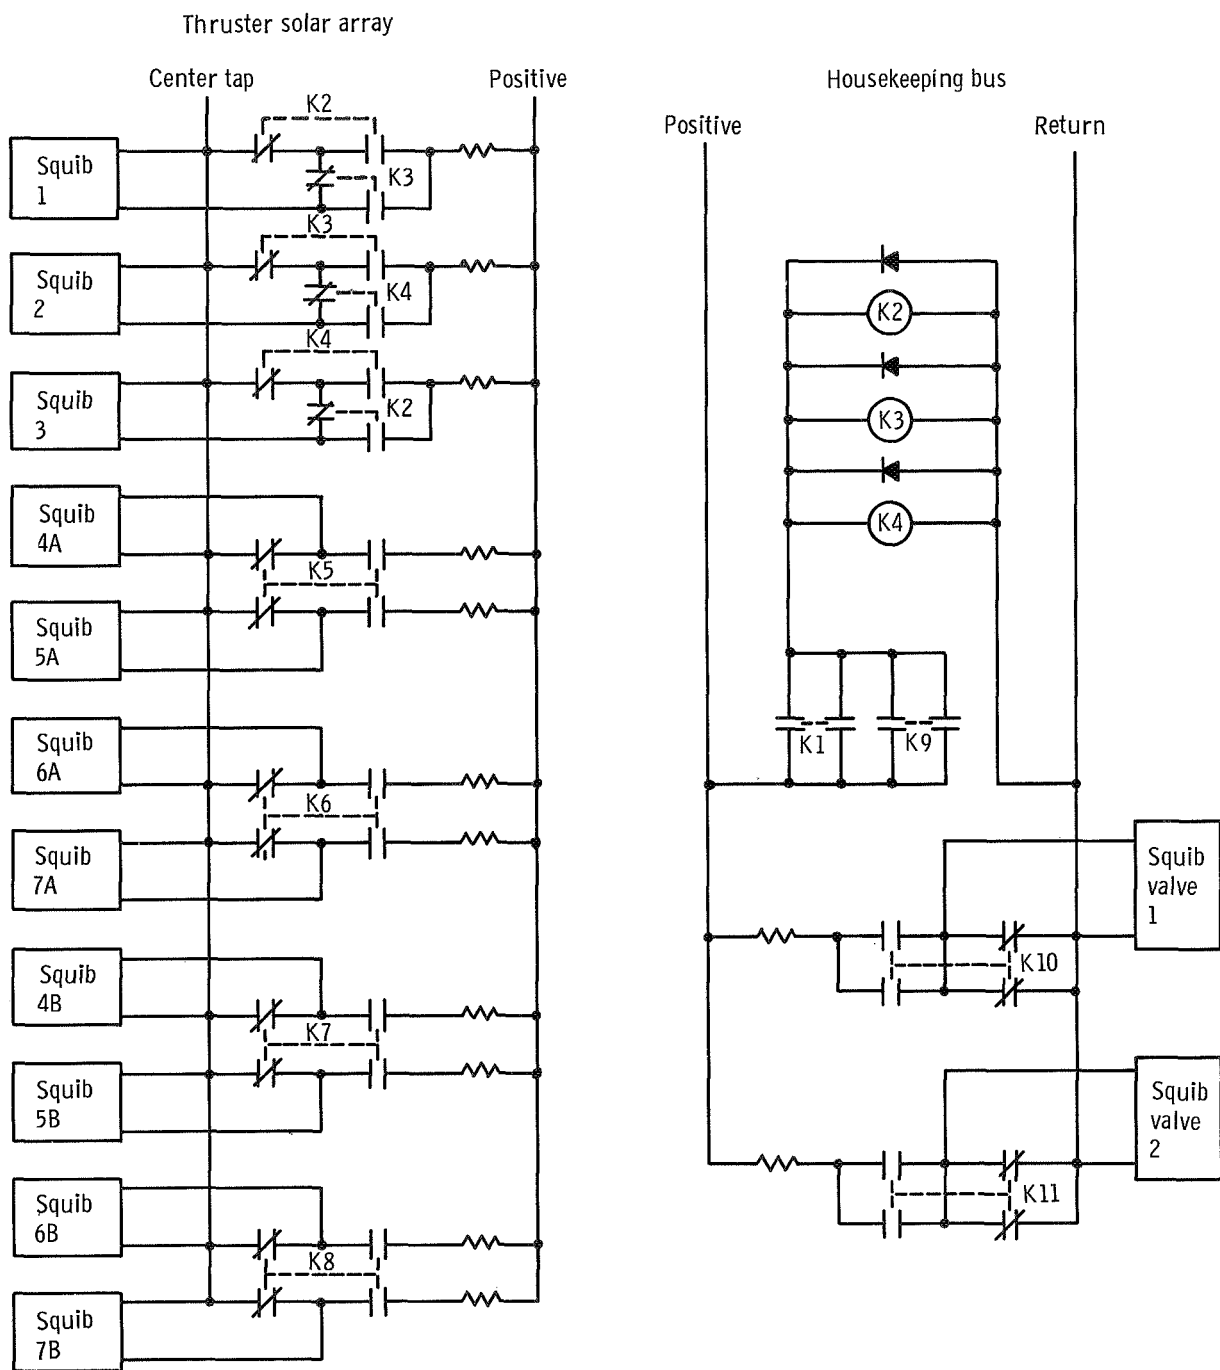 Thruster solar array
Center tap
Positive
Housekeeping bus
Positive
Return
K2
Squib
1
K3
K3
Squib
2
K4
K4
Squib
3
K2
K2
K3
K4
Squib
4A
K5
Squib
5A
K1
K9
Squib
6A
K6
Squib
7A
Squib
valve
1
K10
Squib
4B
K7
Squib
5B
Squib
valve
2
K11
Squib
6B
K8
Squib
7B